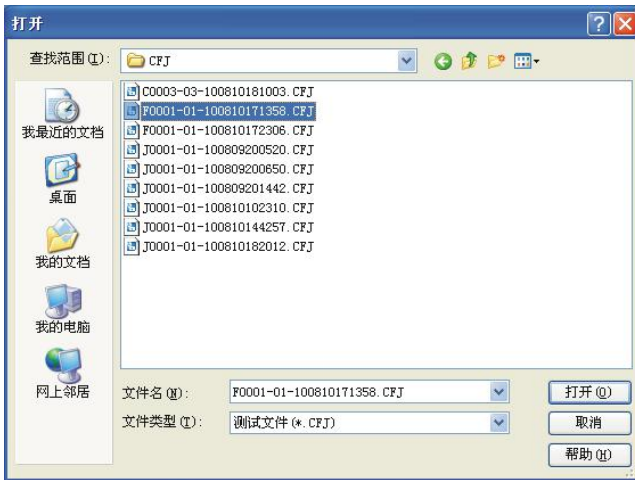 打开
查找范围(I):
CFJ
我最近的文档
桌面
我的文档
我的电脑
网上邻居
C0003-03-100810181003.CFJ
F0001-01-100810171358.CFJ
F0001-01-100810172306.CFJ
J0001-01-100809200520.CFJ
J0001-01-100809200650.CFJ
J0001-01-100809201442.CFJ
J0001-01-100810102310.CFJ
J0001-01-100810144257.CFJ
J0001-01-100810182012.CFJ
文件名(N):
F0001-01-100810171358.CFJ
打开(O)
文件类型(T):
测试文件(*.CFJ)
取消
帮助(H)